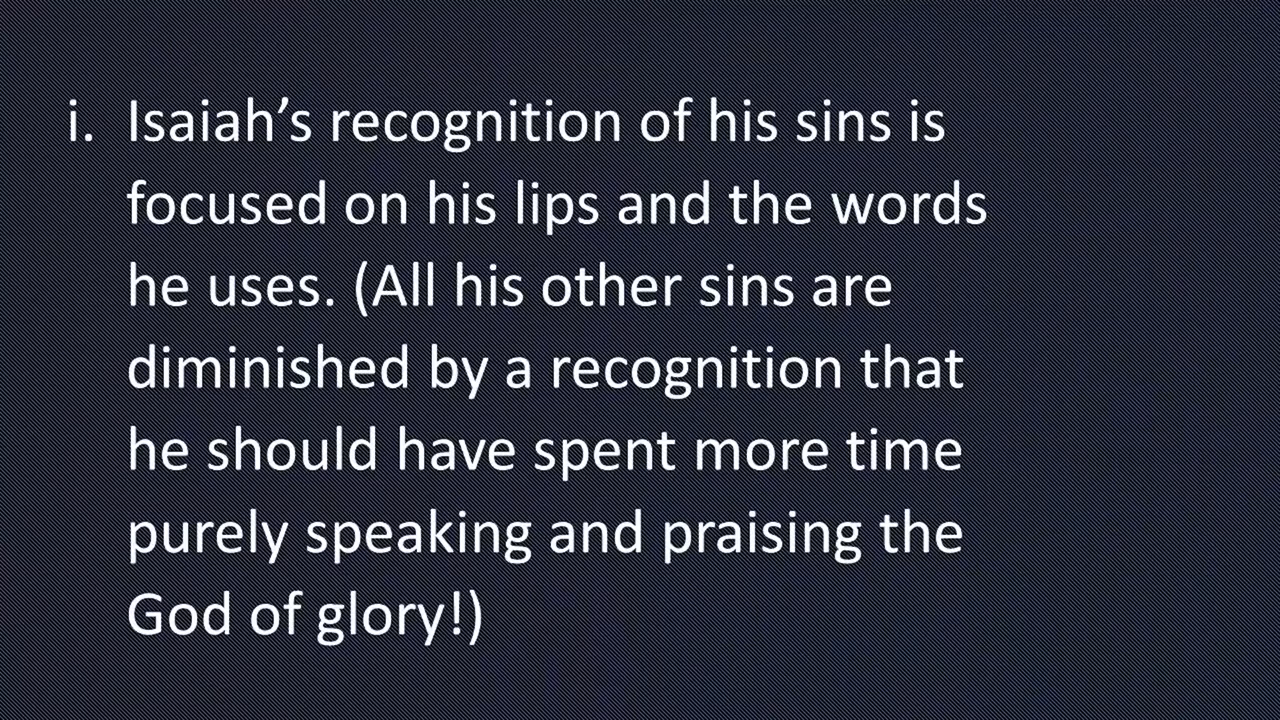 i. Isaiah’s recognition of his sins is
focused on his lips and the words
he uses. (All his other sins are
diminished by a recognition that
he should have spent more time
purely speaking and praising the
God of glory!)